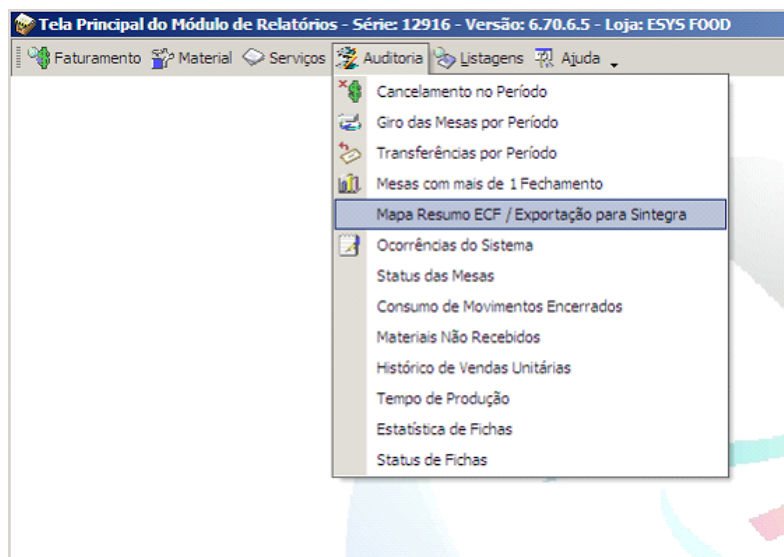 Tela Principal do Módulo de Relatórios - Série: 12916 - Versão: 6.70.6.5 - Loja: ESYS FOOD
Faturamento Material Serviços Auditoria Listagens Ajuda
Cancelamento no Período
Giro das Mesas por Período
Transferências por Período
Mesas com mais de 1 Fechamento
Mapa Resumo ECF / Exportação para Sintegra
Ocorrências do Sistema
Status das Mesas
Consumo de Movimentos Encerrados
Materiais Não Recebidos
Histórico de Vendas Unitárias
Tempo de Produção
Estatística de Fichas
Status de Fichas